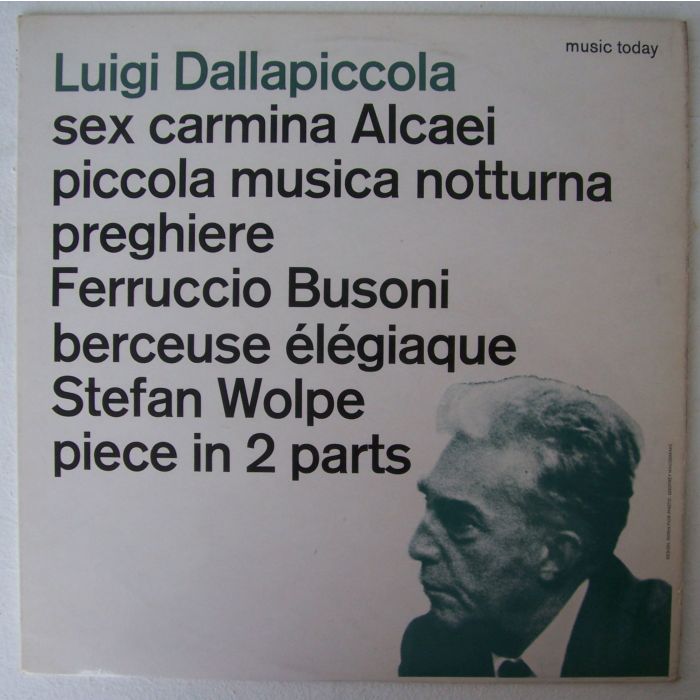 music today
Luigi Dallapiccola
sex carmina Alcaei
piccola musica notturna
preghiere
Ferruccio Busoni
berceuse élégiaque
Stefan Wolpe
piece in 2 parts